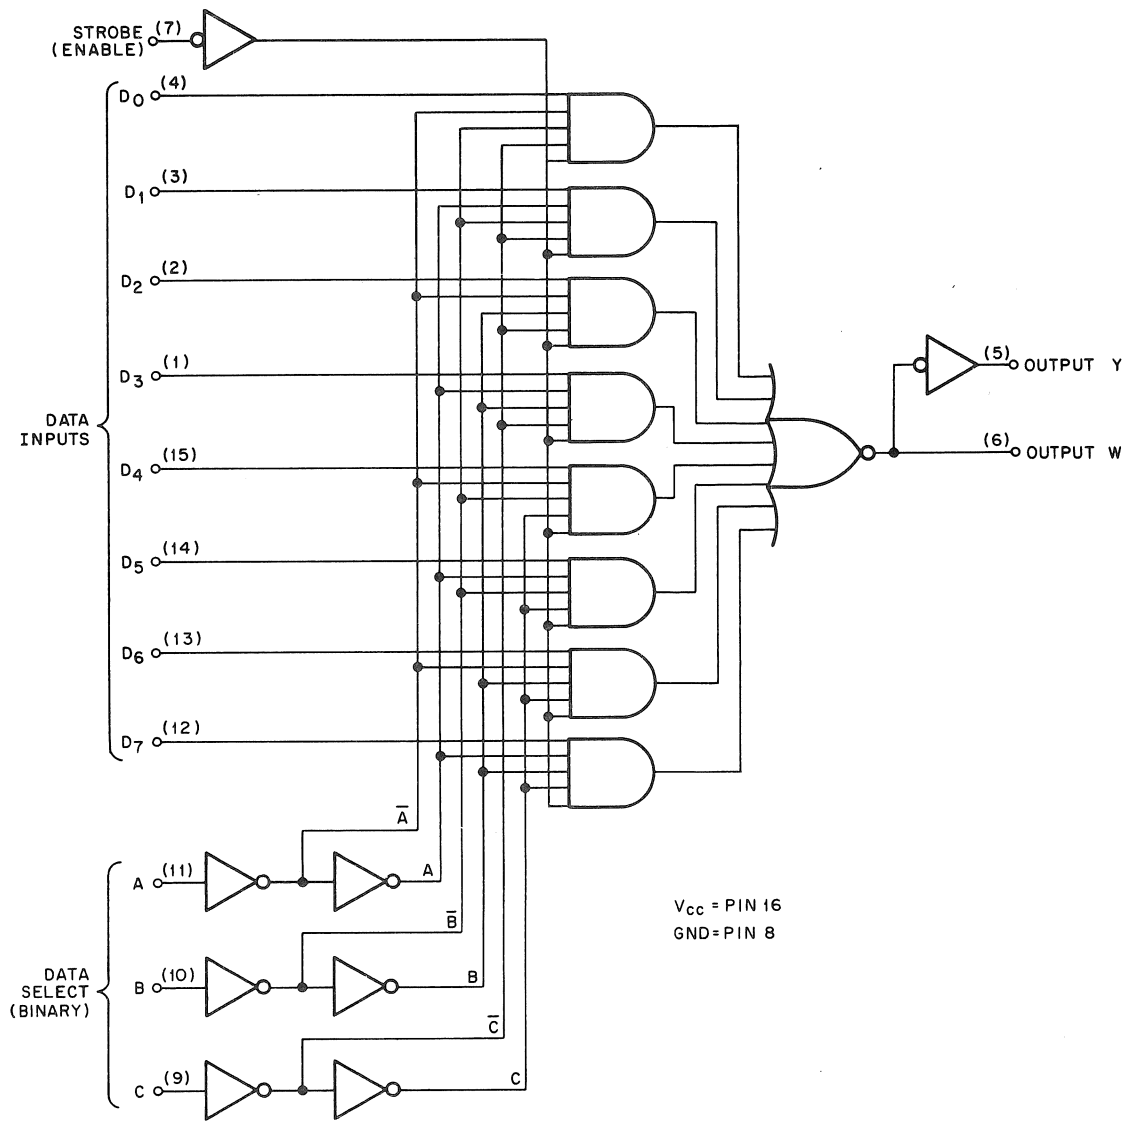 STROBE
(ENABLE)
(7)
D0 (4)
D1 (3)
D2 (2)
D3 (1)
DATA
INPUTS
D4 (15)
D5 (14)
D6 (13)
D7 (12)
(5) OUTPUT Y
(6) OUTPUT W
A̅
A (11) A
B̅
DATA
SELECT
(BINARY)
B (10) B
C̅
C (9) C
VCC = PIN 16
GND = PIN 8